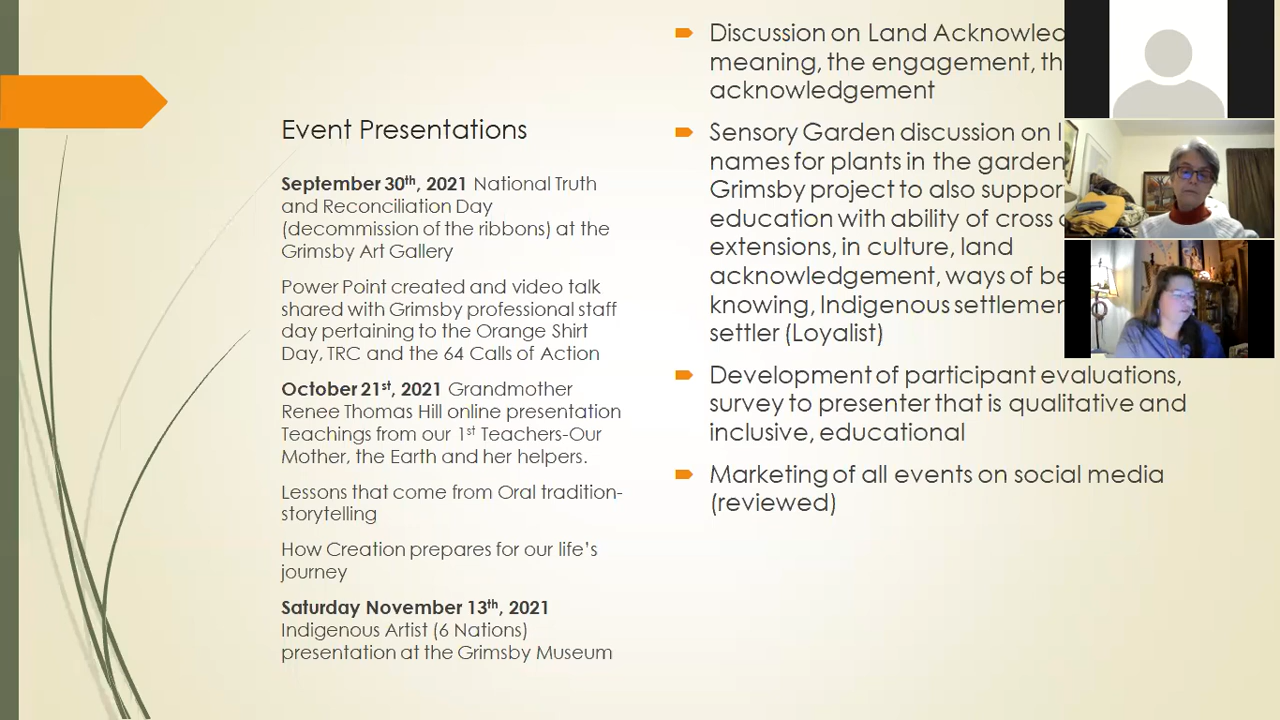 Event Presentations
September 30th, 2021 National Truth
and Reconciliation Day
(decommission of the ribbons) at the
Grimsby Art Gallery
Power Point created and video talk
shared with Grimsby professional staff
day pertaining to the Orange Shirt
Day, TRC and the 64 Calls of Action
October 21st, 2021 Grandmother
Renee Thomas Hill online presentation
Teachings from our 1st Teachers-Our
Mother, the Earth and her helpers.
Lessons that come from Oral tradition-
storytelling
How Creation prepares for our life's
journey
Saturday November 13th, 2021
Indigenous Artist (6 Nations)
presentation at the Grimsby Museum
Discussion on Land
meaning, the engagement,
acknowledgement
Sensory Garden discussion on
names for plants in the garden
Grimsby project to also
education with ability of cross
extensions, in culture, land
acknowledgement, ways of
knowing, Indigenous
settler (Loyalist)
Development of participant evaluations,
survey to presenter that is qualitative and
inclusive, educational
Marketing of all events on social media
(reviewed)